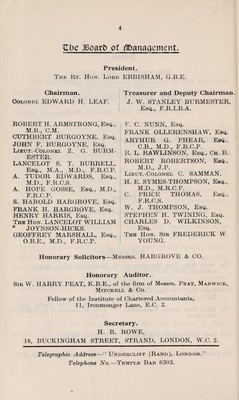 4
The Board of Management.
President.
THE RT. HON. LORD EBBISHAM, G.B.E.
Chairman.
COLONEL EDWARD H. LEAF.
Treasurer and Deputy Chairman.
J. W. STANLEY BURMESTER, ESQ., F.R.I.B.A.
ROBERT H. ARMSTRONG, ESQ., M.B., C.M.
CUTHBERT BURGOYNE, ESQ.
JOHN F. BURGOYNE, ESQ.
LIEUT.-COLONEL Z. G. BURMESTER.
LANCELOT S. T. BURRELL, ESQ., M.A., M.D., F.R.C.P.
A. TUDOR EDWARDS, ESQ., M.D., F.R.C.S.
A. HOPE GOSSE, ESQ., M.D., F.R.C.P.
S. HAROLD HARGROVE, ESQ.
FRANK H. HARGROVE, ESQ.
HENRY HARRIS, ESQ.
THE HON. LANCELOT WILLIAM JOYNSON-HICKS.
GEOFFREY MARSHALL, ESQ., O.B.E., M.D., F.R.C.P.
F. C. NUNN, ESQ.
FRANK OLLERENSHAW, ESQ.
ARTHUR G. PHEAR, ESQ., C.B., M.D., F.R.C.P.
R. L. RAWLINSON, ESQ., CH. B.
ROBERT ROBERTSON, ESQ., M.D., J.P.
LIEUT.-COLONEL C. SAMMAN.
H. E. SYMES-THOMPSON, ESQ., M.D., M.R.C.P.
C. PRICE THOMAS, ESQ., F.R.C.S.
W. J. THOMPSON, ESQ.
STEPHEN H. TWINING, ESQ.
CHARLES D. WILKINSON, ESQ.
THE HON. SIR FREDERICK W. YOUNG.
Honorary Solicitors—MESSRS. HARGROVE & CO.
Honorary Auditor.
SIR W. HARRY PEAT, K.B.E., of the firm of MESSRS. PEAT, MARWICK, MITCHELL & CO.
Fellow of the Institute of Chartered Accountants,
11, Ironmonger Lane, E.C. 2.
Secretary.
H. R. ROWE,
18, BUCKINGHAM STREET, STRAND, LONDON, W.C. 2.
Telegraphic Address—" UNDERCLIFF (RAND), LONDON."
Telephone No.—TEMPLE BAR 6303.